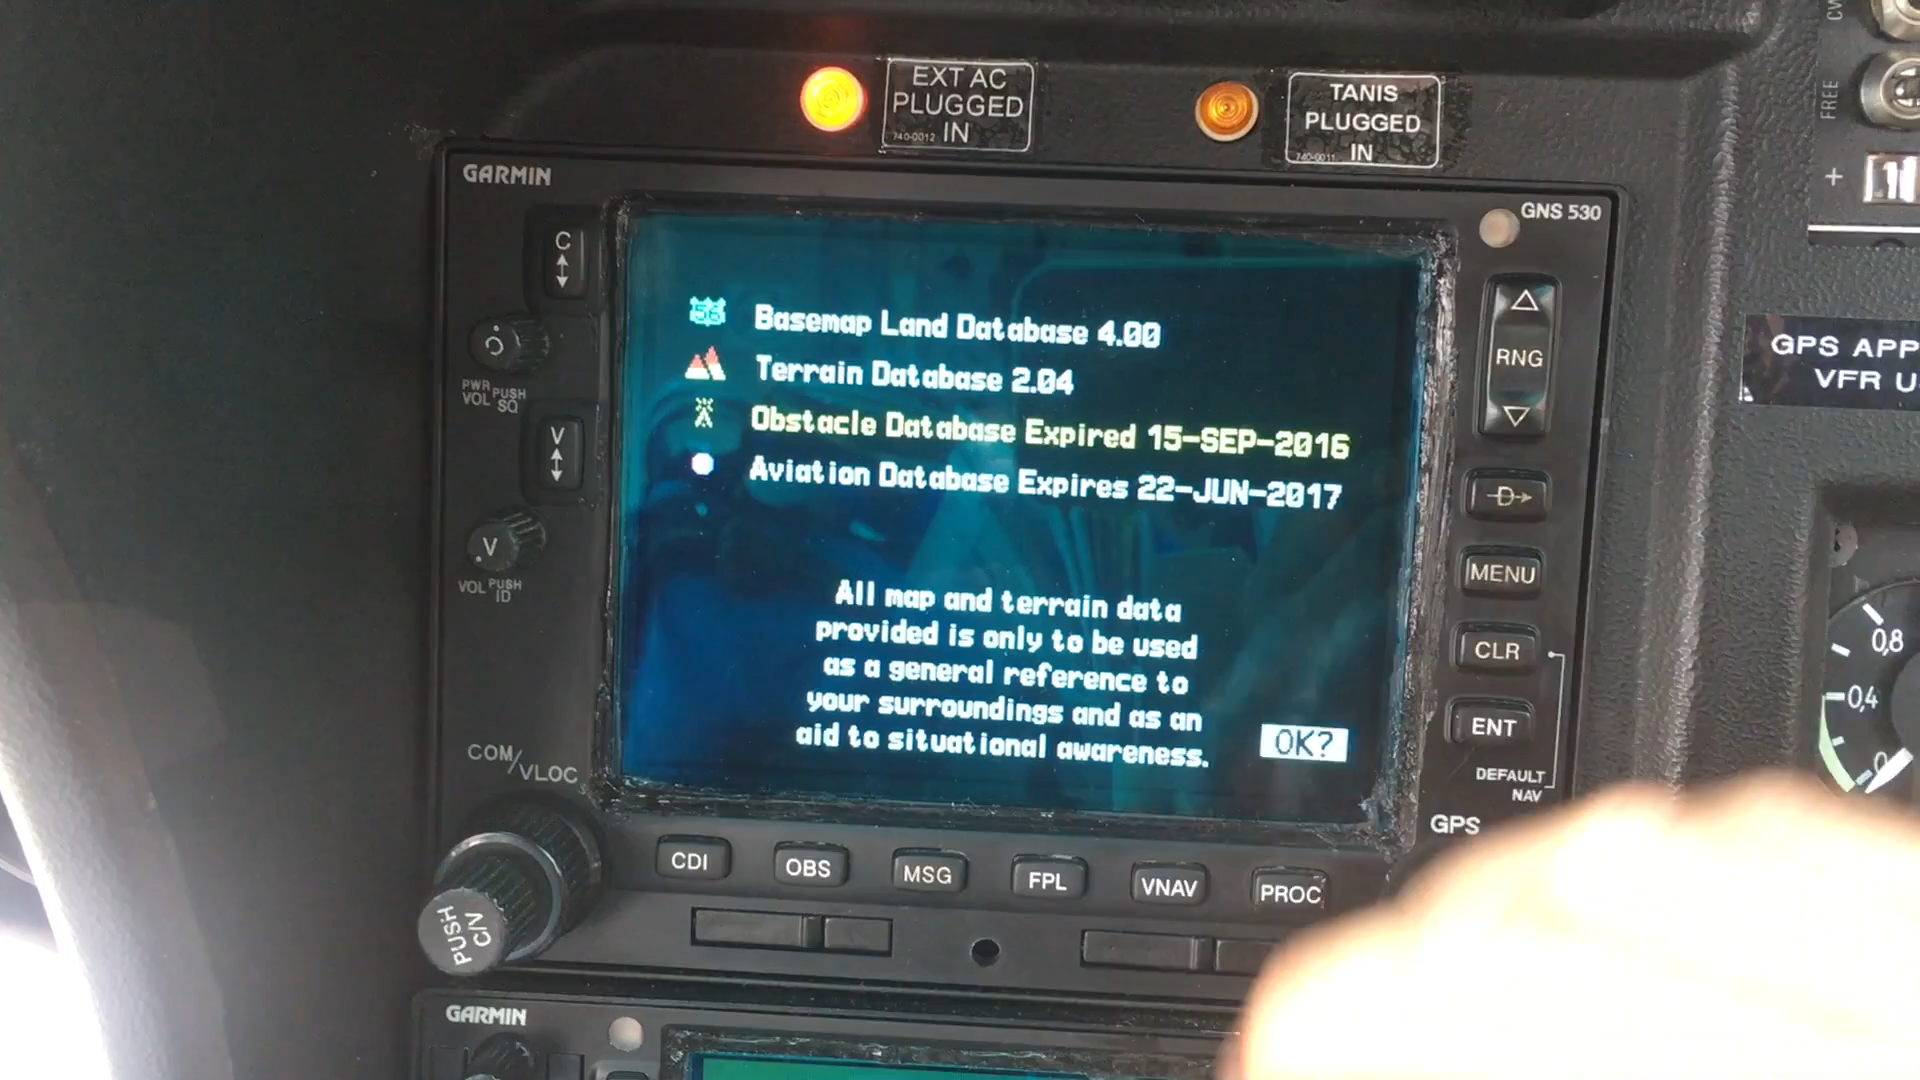 EXT AC
PLUGGED
IN
740-0012
TANIS
PLUGGED
IN
740-0011
FREE
+
GARMIN
GNS 530
C
PWR
VOL
PUSH
SQ
V
V
VOL
PUSH
ID
Basemap Land Database 4.00
Terrain Database 2.04
Obstacle Database Expired 15-SEP-2016
Aviation Database Expires 22-JUN-2017
All map and terrain data
provided is only to be used
as a general reference to
your surroundings and as an
aid to situational awareness.
OK?
RNG
D
MENU
CLR
ENT
DEFAULT
NAV
GPS
GPS APP
VFR U
0,8
0,4
0
COM/VLOC
PUSH
C/V
CDI
OBS
MSG
FPL
VNAV
PROC
GARMIN